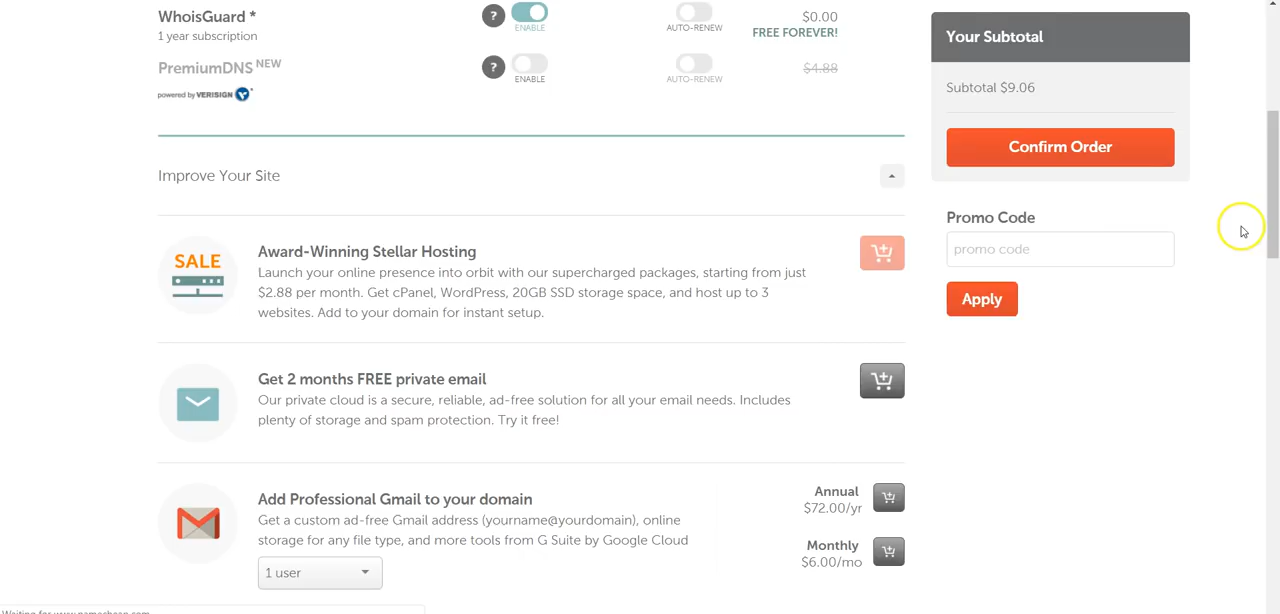 WhoisGuard *
1 year subscription
?
ENABLE
AUTO-RENEW
$0.00
FREE FOREVER!
PremiumDNS NEW
powered by VERISIGN
?
ENABLE
AUTO-RENEW
$4.88
Improve Your Site
SALE
Award-Winning Stellar Hosting
Launch your online presence into orbit with our supercharged packages, starting from just
$2.88 per month. Get cPanel, WordPress, 20GB SSD storage space, and host up to 3
websites. Add to your domain for instant setup.
Get 2 months FREE private email
Our private cloud is a secure, reliable, ad-free solution for all your email needs. Includes
plenty of storage and spam protection. Try it free!
Add Professional Gmail to your domain
Get a custom ad-free Gmail address (yourname@yourdomain), online
storage for any file type, and more tools from G Suite by Google Cloud
1 user
Annual
$72.00/yr
Monthly
$6.00/mo
Your Subtotal
Subtotal $9.06
Confirm Order
Promo Code
promo code
Apply
Waiting for www.namecheap.com